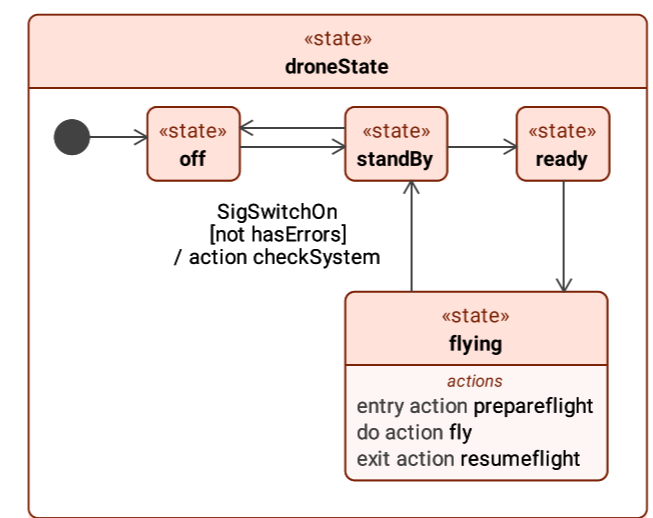 «state»
droneState
«state»
off
«state»
standBy
«state»
ready
SigSwitchOn
[not hasErrors]
/ action checkSystem
«state»
flying
actions
entry action prepareflight
do action fly
exit action resumeflight